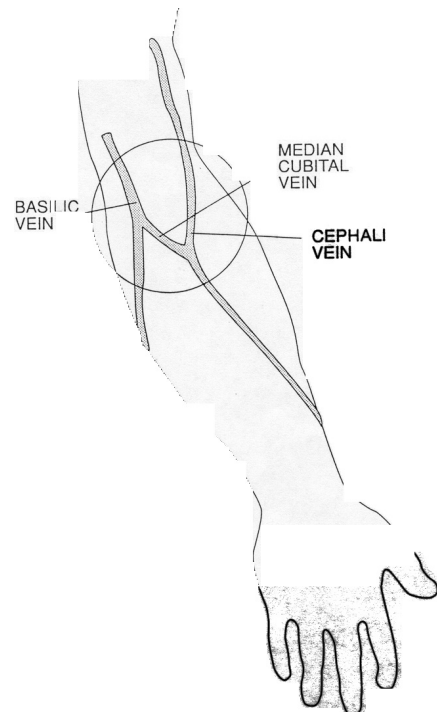 MEDIAN
CUBITAL
VEIN
BASILIC
VEIN
CEPHALI
VEIN